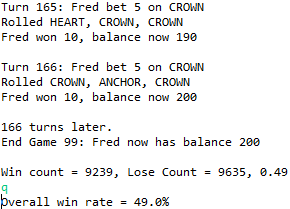 Turn 165: Fred bet 5 on CROWN
Rolled HEART, CROWN, CROWN
Fred won 10, balance now 190
Turn 166: Fred bet 5 on CROWN
Rolled CROWN, ANCHOR, CROWN
Fred won 10, balance now 200
166 turns later.
End Game 99: Fred now has balance 200
Win count = 9239, Lose Count = 9635, 0.49
q
Overall win rate = 49.0%